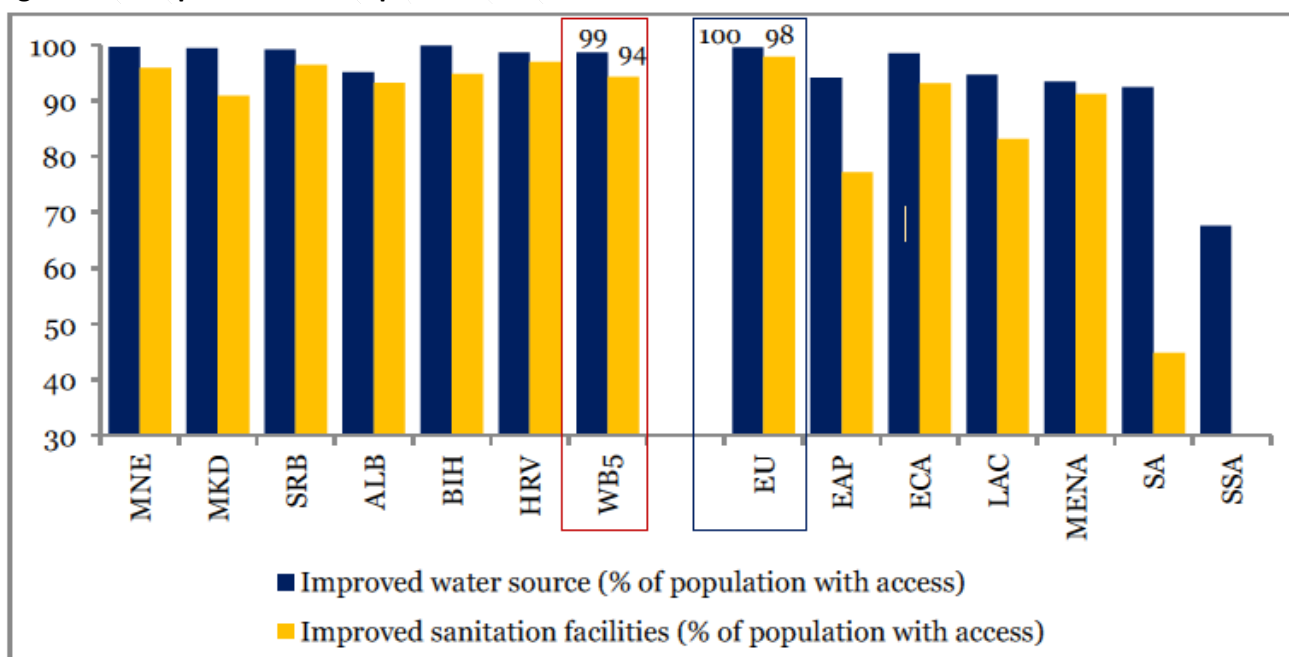 100
90
80
70
60
50
40
30
99
94
100
98
MNE
MKD
SRB
ALB
BIH
HRV
WB5
EU
EAP
ECA
LAC
MENA
SA
SSA
Improved water source (% of population with access)
Improved sanitation facilities (% of population with access)